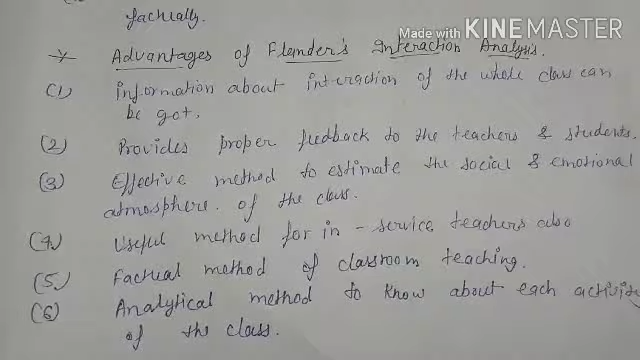 factually.
Made with KINEMASTER
* Advantages of Flander's Interaction Analysis.
(1) Information about interaction of the whole class can
be got.
(2) Provides proper feedback to the teachers & students.
(3) Effective method to estimate the social & emotional
atmosphere of the class.
(4) Useful method for in-service teachers also
(5) Factual method of classroom teaching.
(6) Analytical method to know about each activity
of the class.